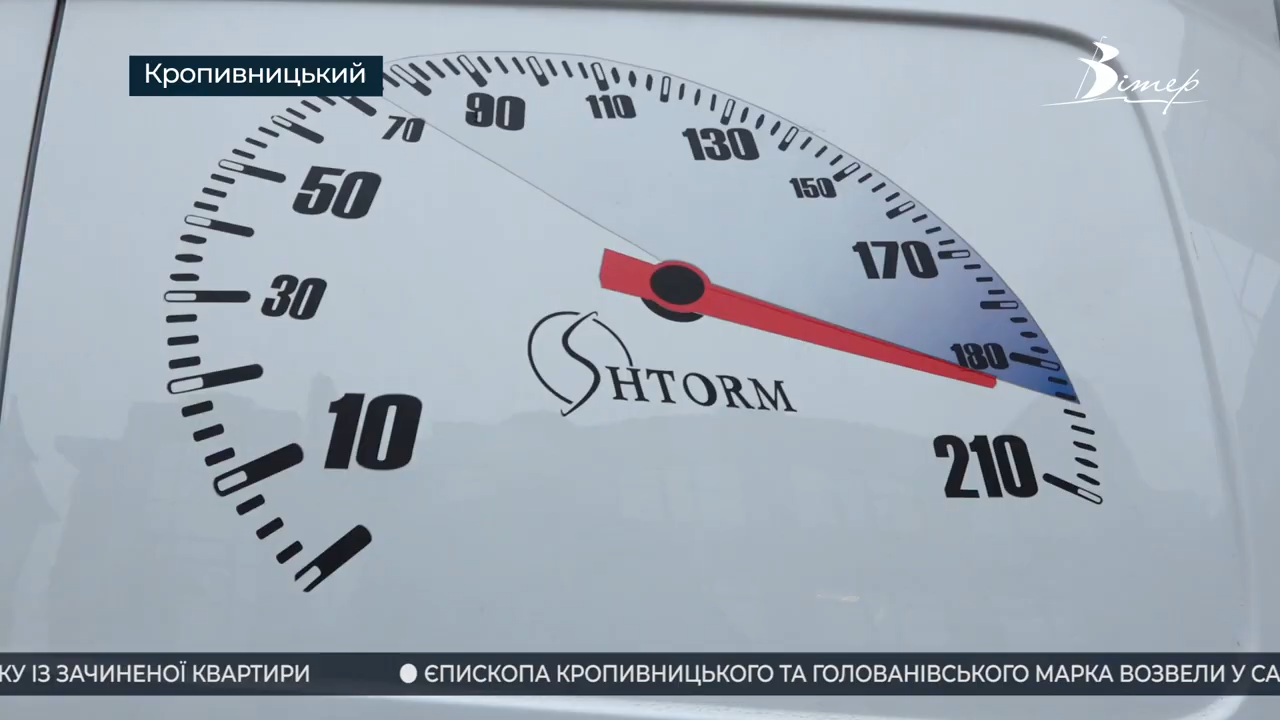 Кропивницький
Вітер
10
30
50
70
90
110
130
150
170
180
210
SHTORM
КУ ІЗ ЗАЧИНЕНОЇ КВАРТИРИ
ЄПИСКОПА КРОПИВНИЦЬКОГО ТА ГОЛОВАНІВСЬКОГО МАРКА ВОЗВЕЛИ У СА